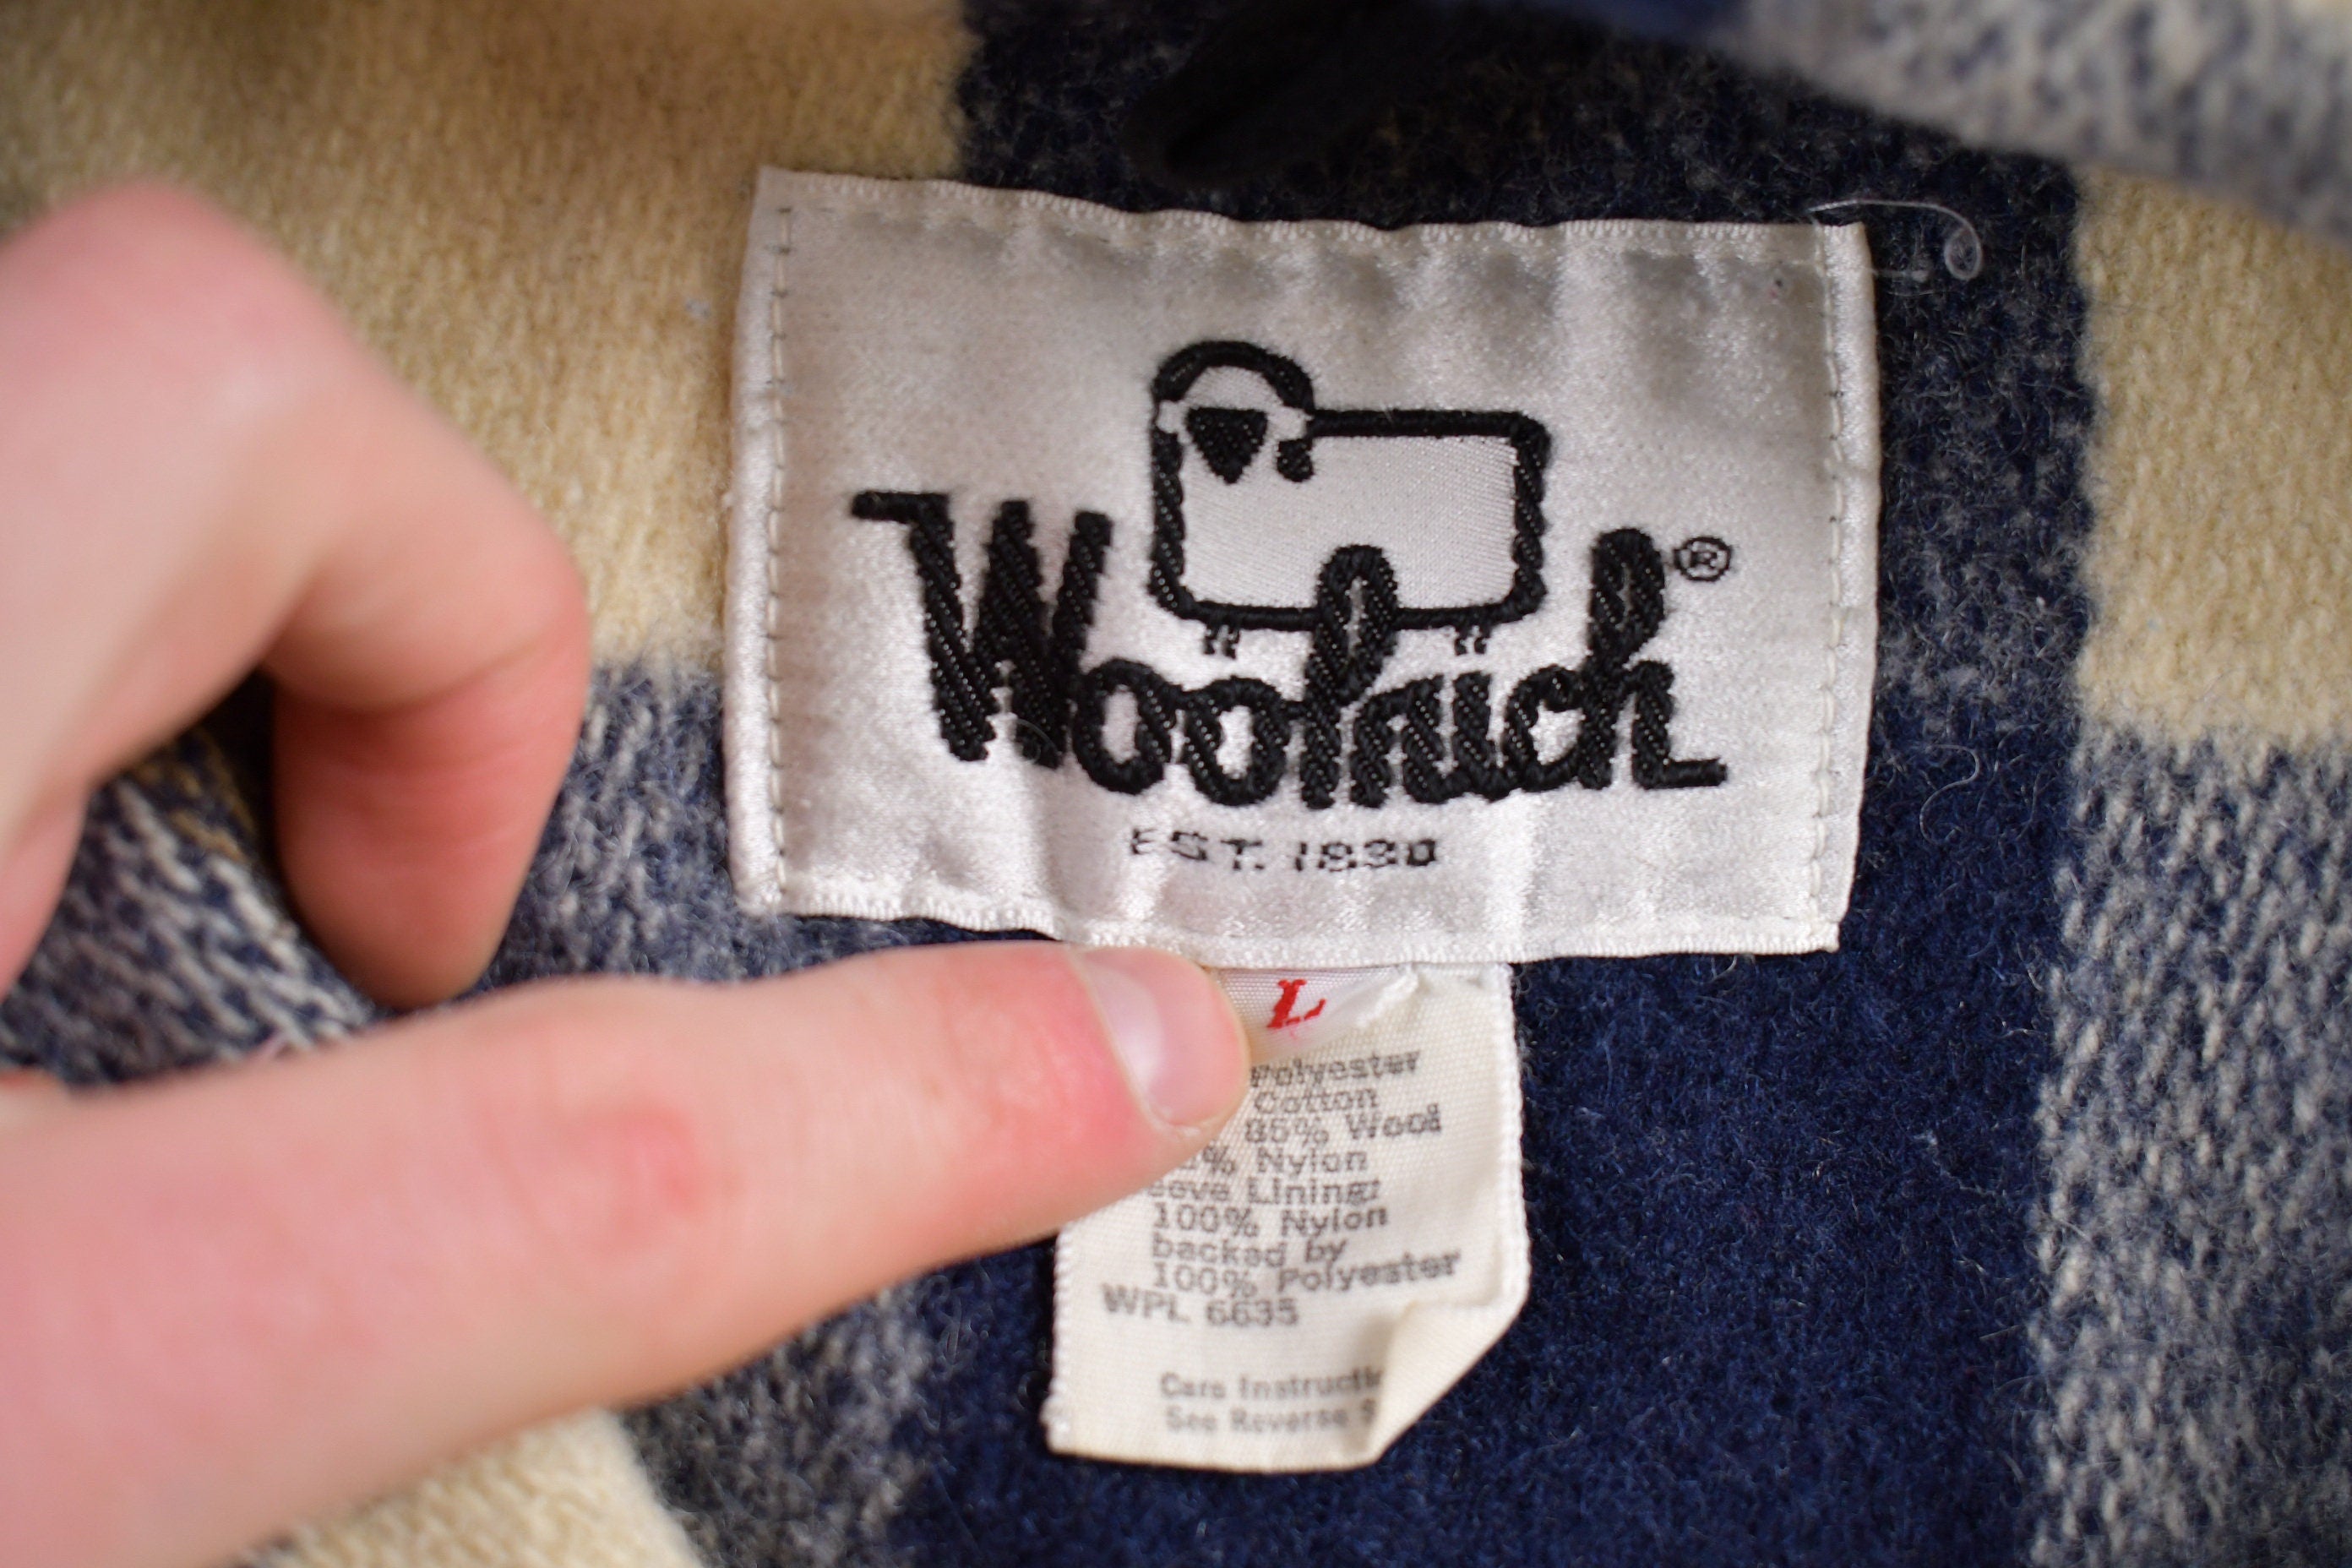 Woolrich®
EST. 1830
L
Polyester
Cotton
85% Wool
% Nylon
Lining:
100% Nylon
backed by
100% Polyester
WPL 6635
Care Instructi
See Reverse S